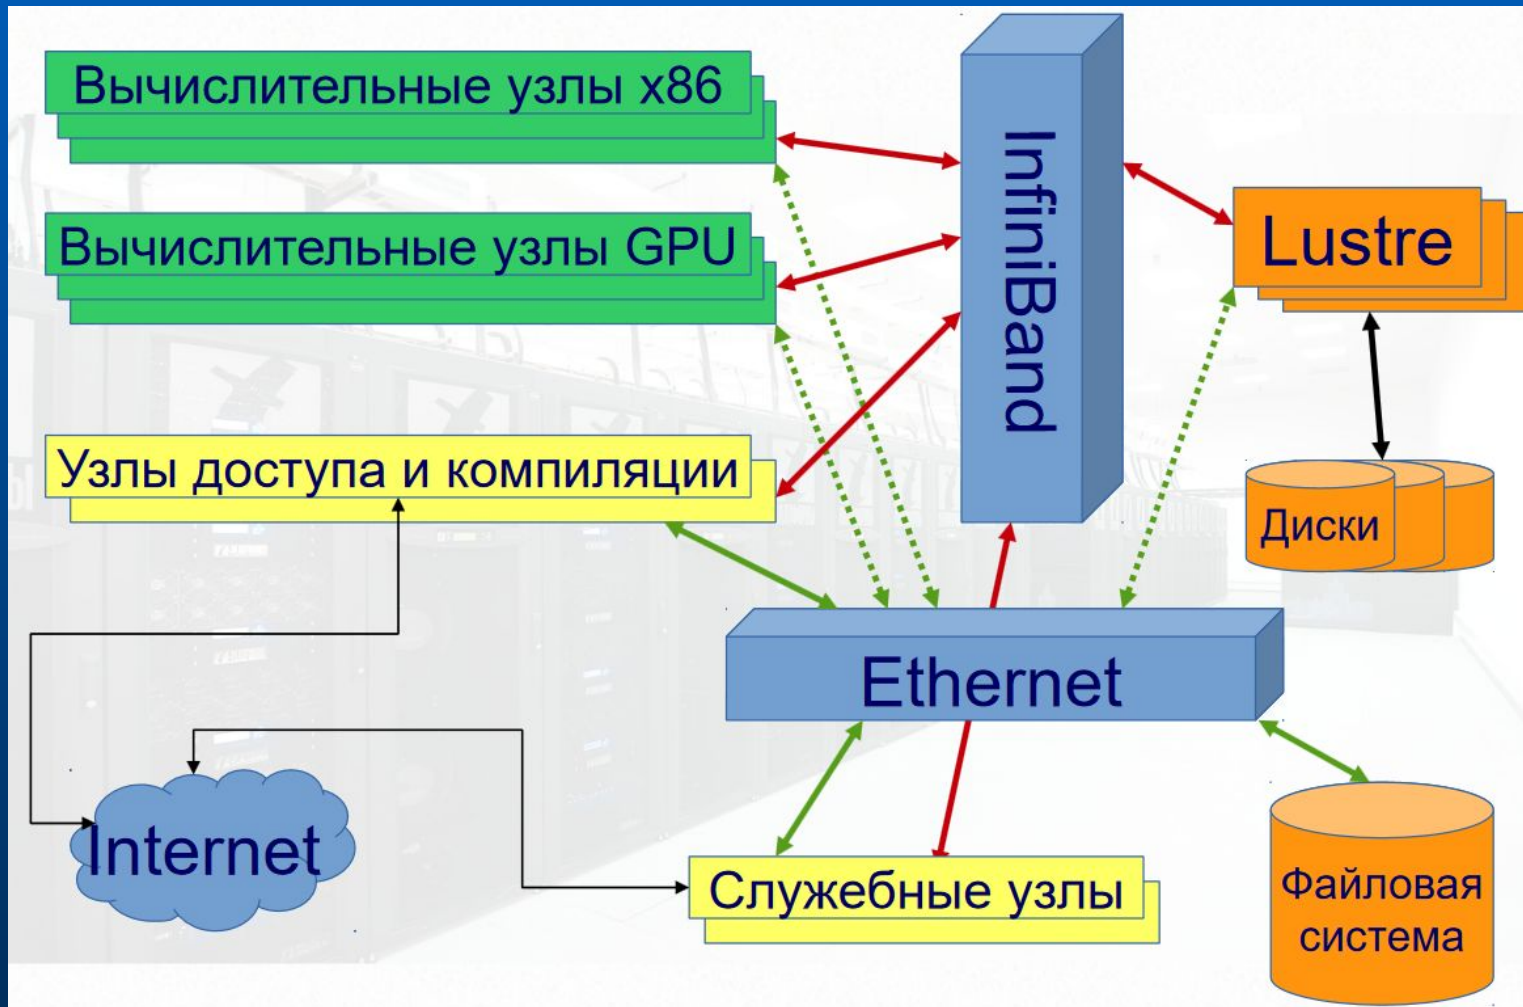 Вычислительные узлы x86
InfiniBand
Вычислительные узлы GPU
Lustre
Узлы доступа и компиляции
Диски
Ethernet
Internet
Служебные узлы
Файловая
система